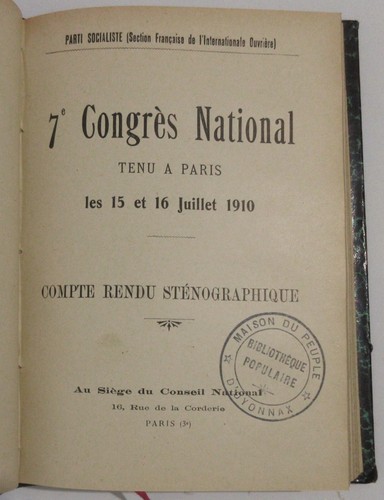 PARTI SOCIALISTE (Section Française de l'Internationale Ouvrière)
7e Congrès National
TENU A PARIS
les 15 et 16 Juillet 1910
COMPTE RENDU STÉNOGRAPHIQUE
MAISON DU PEUPLE
BIBLIOTHÈQUE
POPULAIRE
D'OYONNAX
Au Siège du Conseil National
16, Rue de la Corderie
PARIS (3e)